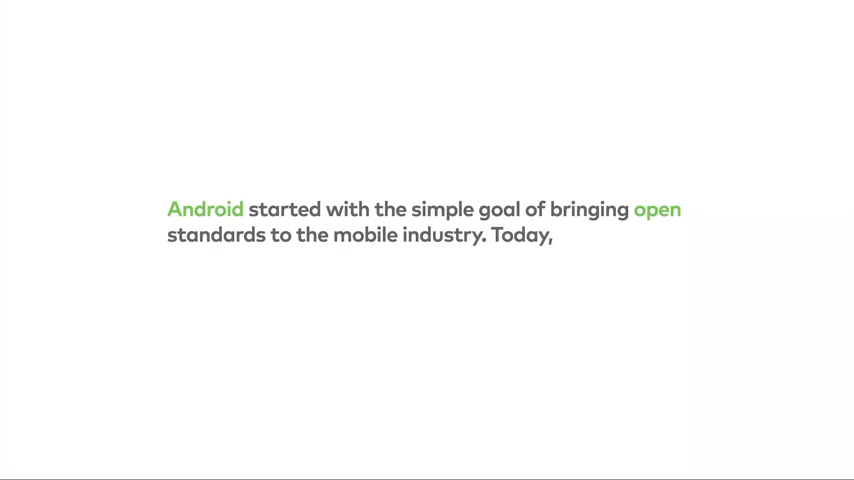 Android started with the simple goal of bringing open
standards to the mobile industry. Today,